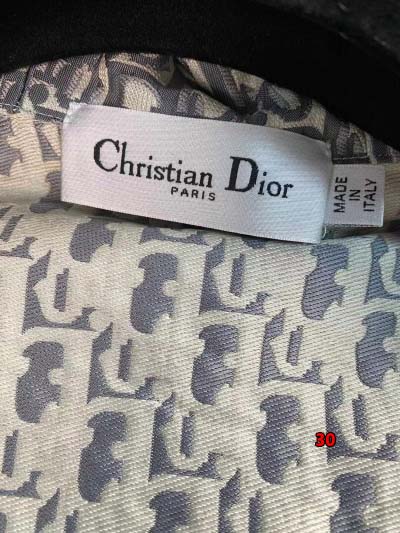 Christian Dior
PARIS
MADE
IN
ITALY
30